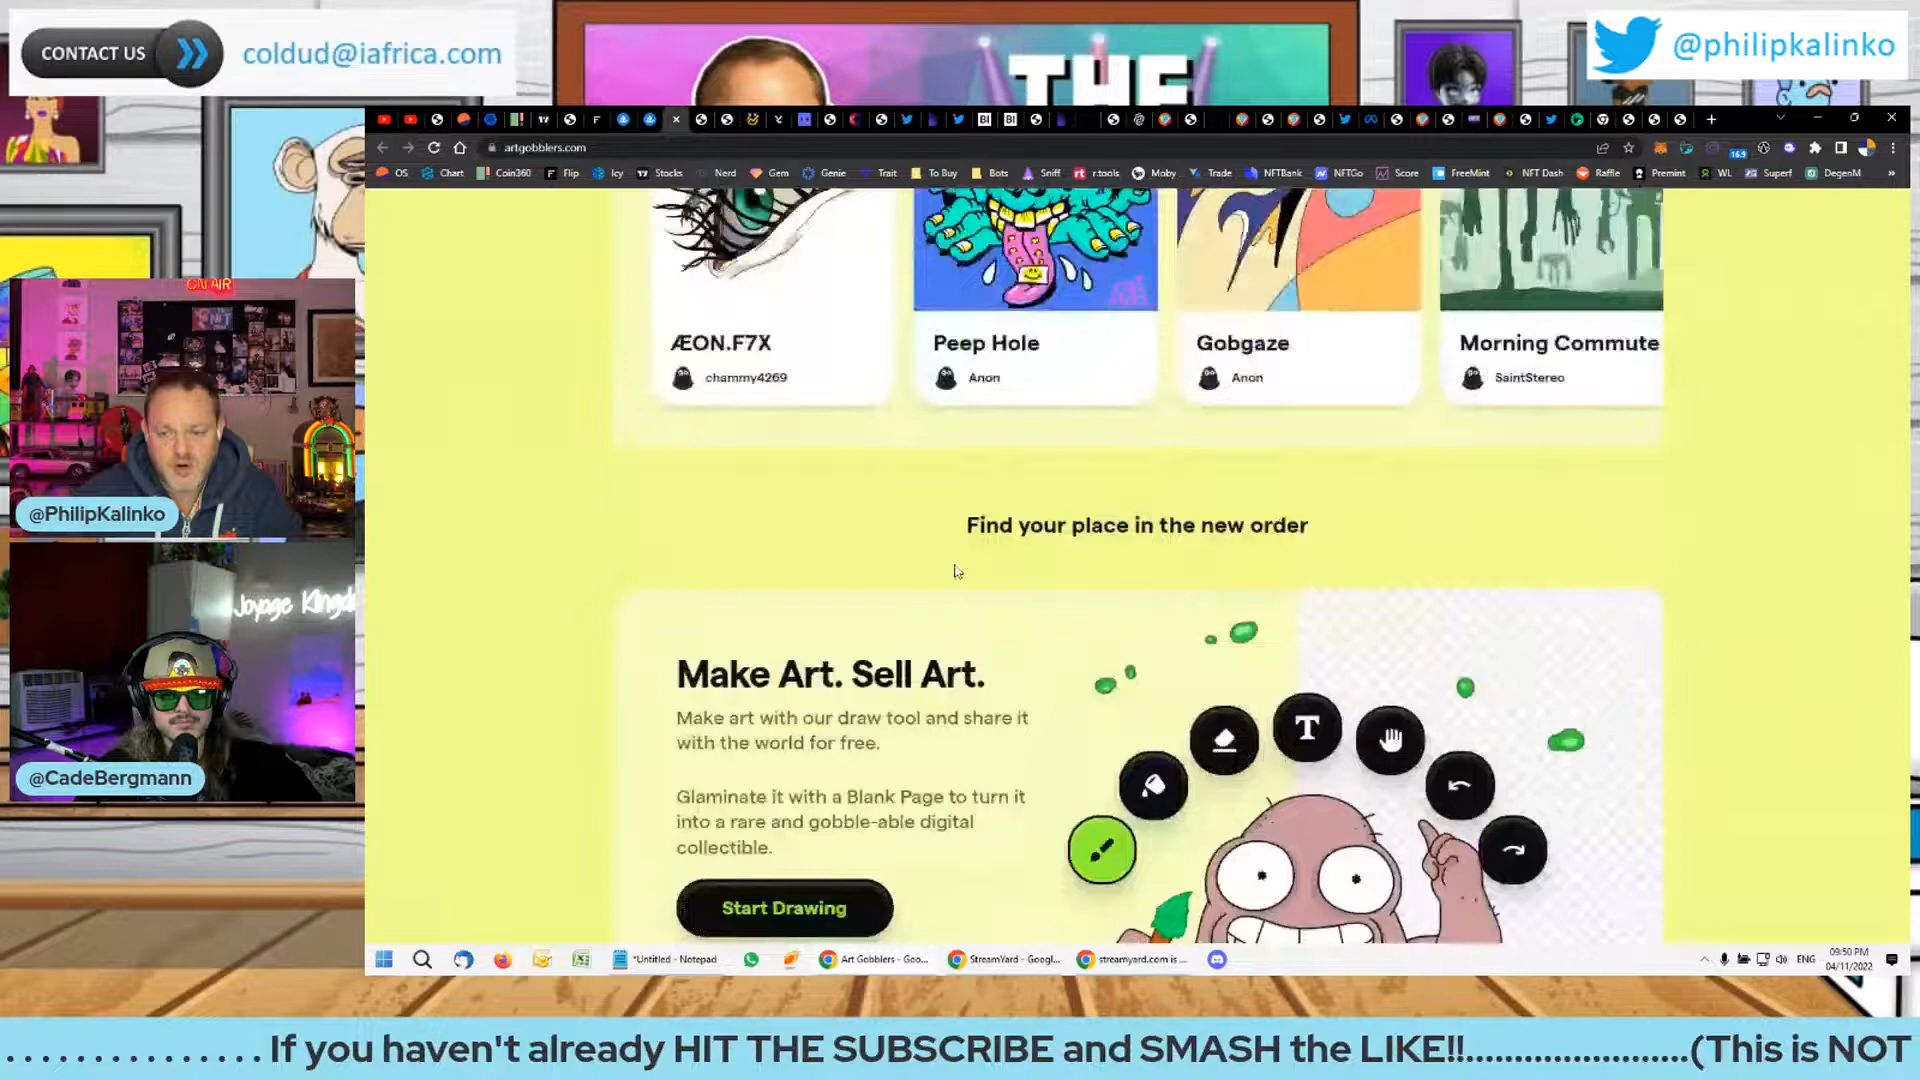 CONTACT US
coldud@iafrica.com
THE
@philipkalinko
artgobblers.com
OS
Chart
Coin360
Flip
Icy
Stocks
Nerd
Gem
Genie
Trait
To Buy
Bots
Sniff
r.tools
Moby
Trade
NFTBank
NFTGo
Score
FreeMint
NFT Dash
Raffle
Premint
WL
Superf
DegenM
ON AIR
@PhilipKalinko
@CadeBergmann
ÆON.F7X
chammy4269
Peep Hole
Anon
Gobgaze
Anon
Morning Commute
SaintStereo
Find your place in the new order
Make Art. Sell Art.
Make art with our draw tool and share it
with the world for free.
Glaminate it with a Blank Page to turn it
into a rare and gobble-able digital
collectible.
Start Drawing
T
*Untitled - Notepad
Art Gobblers - Goo...
StreamYard - Googl...
streamyard.com is ...
ENG
09:50 PM
04/11/2022
............... If you haven't already HIT THE SUBSCRIBE and SMASH the LIKE!!......................(This is NOT